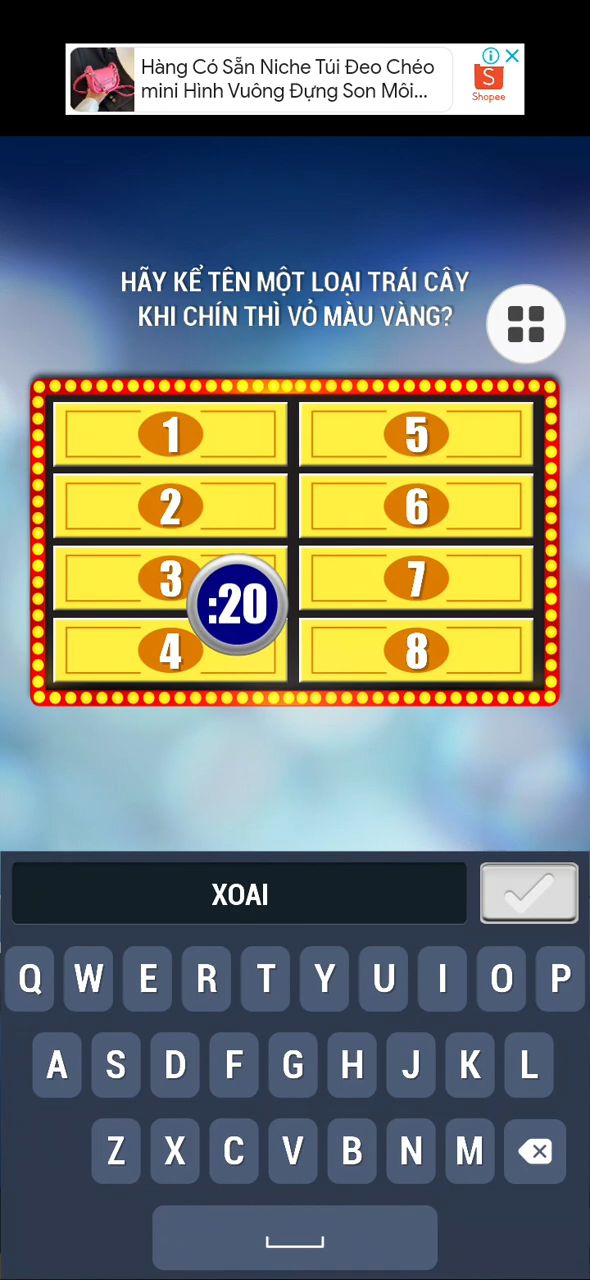 Hàng Có Sẵn Niche Túi Đeo Chéo
mini Hình Vuông Đựng Son Môi...
Shopee
HÃY KỂ TÊN MỘT LOẠI TRÁI CÂY
KHI CHÍN THÌ VỎ MÀU VÀNG?
1
5
2
6
3
7
:20
4
8
XOAI
Q W E R T Y U I O P
A S D F G H J K L
Z X C V B N M